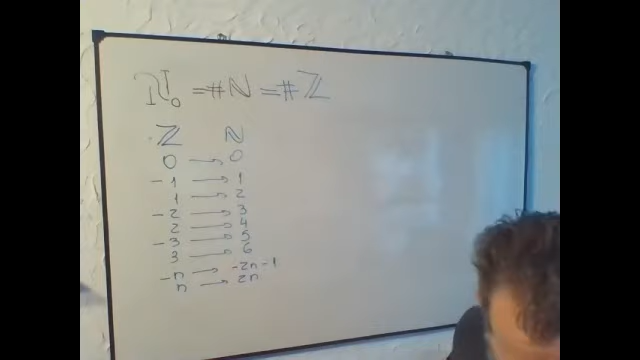 ℵ₀ = #ℕ = #ℤ
ℤ ℕ
0 → 0
-1 → 1
1 → 2
-2 → 3
2 → 4
-3 → 5
3 → 6
-n → -2n-1
n → 2n